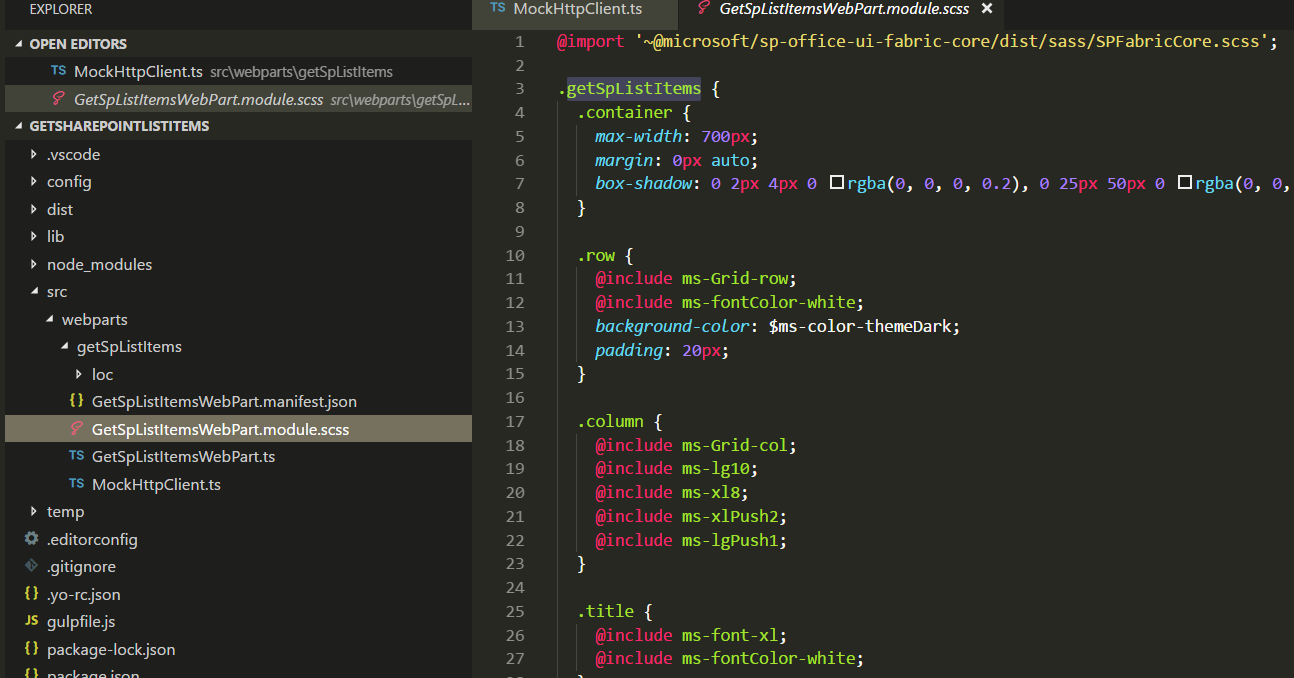 EXPLORER
OPEN EDITORS
TS MockHttpClient.ts src\webparts\getSpListItems
GetSpListItemsWebPart.module.scss src\webparts\getSpL...
GETSHAREPOINTLISTITEMS
.vscode
config
dist
lib
node_modules
src
webparts
getSpListItems
loc
{} GetSpListItemsWebPart.manifest.json
GetSpListItemsWebPart.module.scss
TS GetSpListItemsWebPart.ts
TS MockHttpClient.ts
temp
.editorconfig
.gitignore
{} .yo-rc.json
JS gulpfile.js
{} package-lock.json
{} package.json
TS MockHttpClient.ts
GetSpListItemsWebPart.module.scss ×
1 @import '~@microsoft/sp-office-ui-fabric-core/dist/sass/SPFabricCore.scss';
2
3 .getSpListItems {
4 .container {
5 max-width: 700px;
6 margin: 0px auto;
7 box-shadow: 0 2px 4px 0 rgba(0, 0, 0, 0.2), 0 25px 50px 0 rgba(0, 0,
8 }
9
10 .row {
11 @include ms-Grid-row;
12 @include ms-fontColor-white;
13 background-color: $ms-color-themeDark;
14 padding: 20px;
15 }
16
17 .column {
18 @include ms-Grid-col;
19 @include ms-lg10;
20 @include ms-xl8;
21 @include ms-xlPush2;
22 @include ms-lgPush1;
23 }
24
25 .title {
26 @include ms-font-xl;
27 @include ms-fontColor-white;